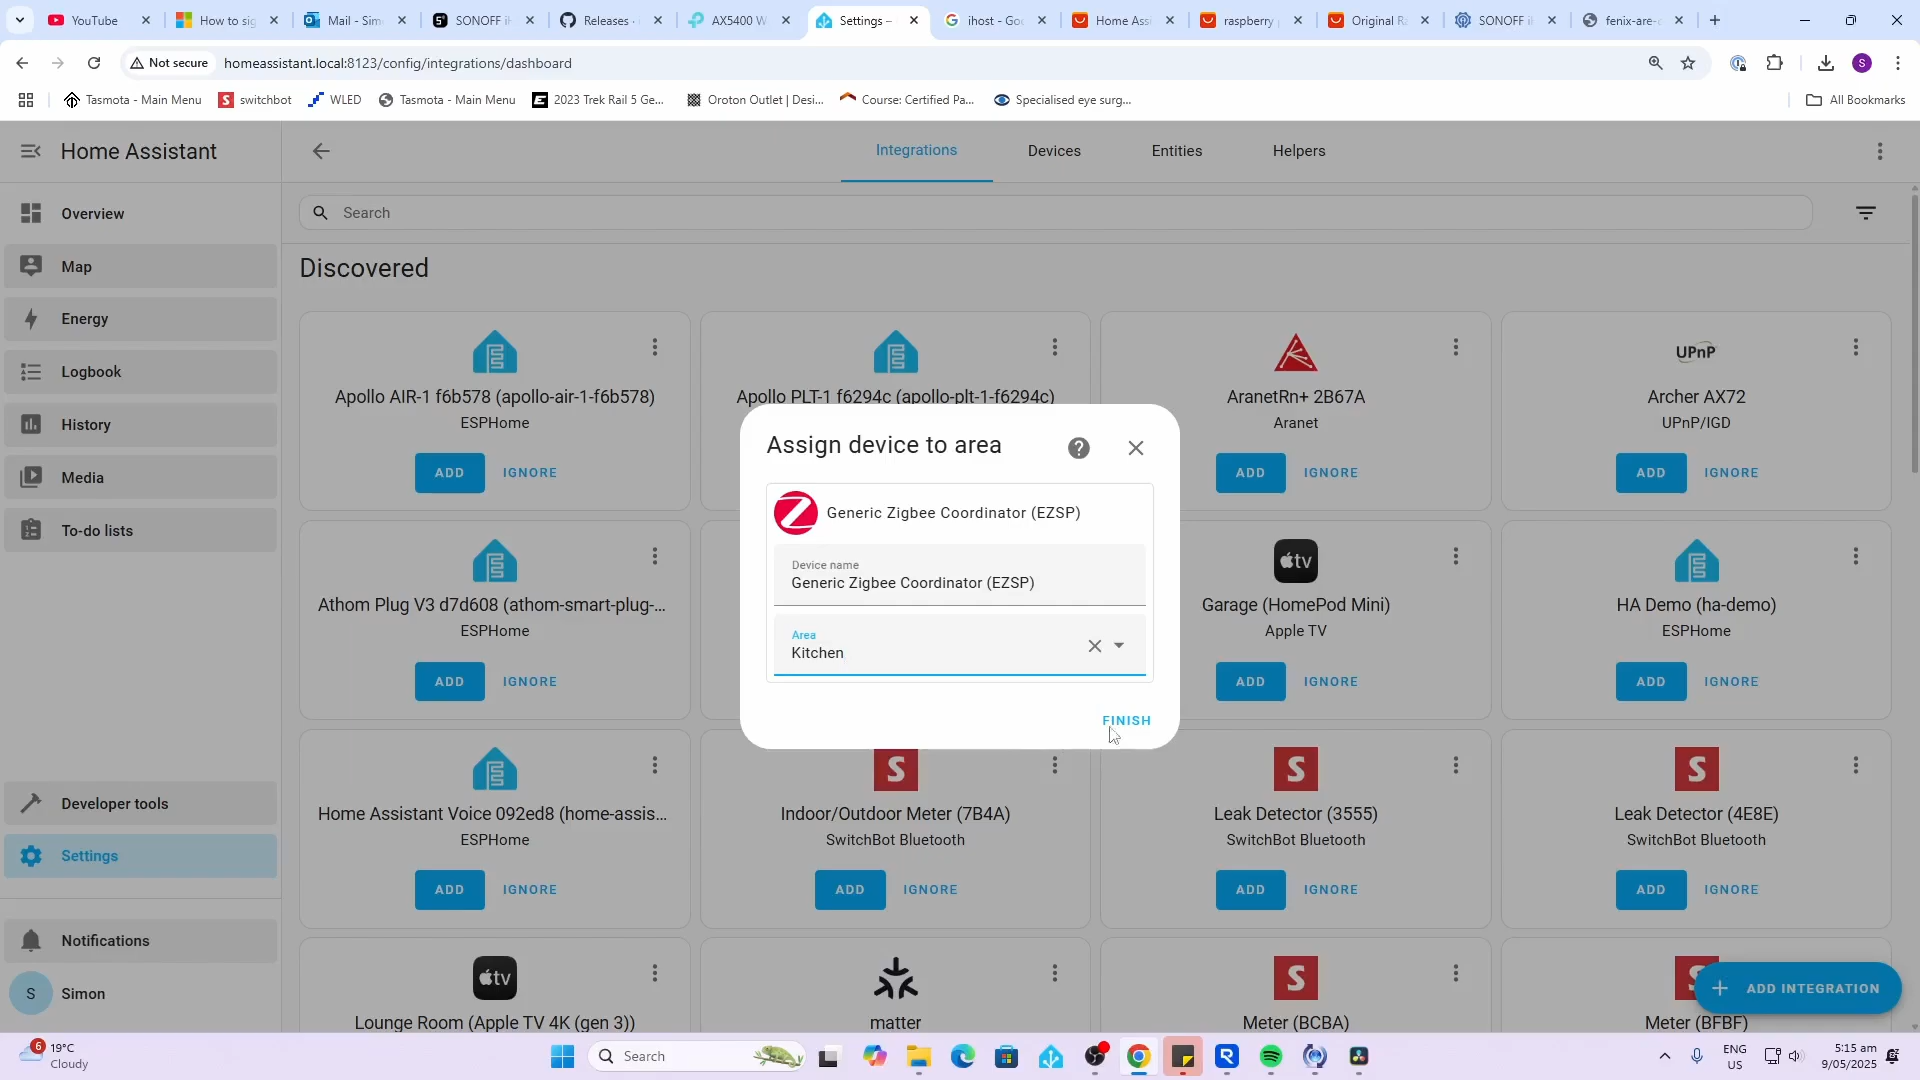 YouTube
How to sig
Mail - Sim
SONOFF iH
Releases ·
AX5400 W
Settings –
ihost - Goo
Home Assi
raspberry
Original Ra
SONOFF i
fenix-are-c
Not secure
homeassistant.local:8123/config/integrations/dashboard
Tasmota - Main Menu
switchbot
WLED
Tasmota - Main Menu
2023 Trek Rail 5 Ge...
Oroton Outlet | Desi...
Course: Certified Pa...
Specialised eye surg...
All Bookmarks
Home Assistant
Integrations
Devices
Entities
Helpers
Overview
Map
Energy
Logbook
History
Media
To-do lists
Developer tools
Settings
Notifications
S
Simon
Search
Discovered
Apollo AIR-1 f6b578 (apollo-air-1-f6b578)
ESPHome
ADD
IGNORE
Apollo PLT-1 f6294c (apollo-plt-1-f6294c)
AranetRn+ 2B67A
Aranet
ADD
IGNORE
UPnP
Archer AX72
UPnP/IGD
ADD
IGNORE
Assign device to area
Generic Zigbee Coordinator (EZSP)
Device name
Generic Zigbee Coordinator (EZSP)
Area
Kitchen
FINISH
Athom Plug V3 d7d608 (athom-smart-plug-...
ESPHome
ADD
IGNORE
tv
Garage (HomePod Mini)
Apple TV
ADD
IGNORE
HA Demo (ha-demo)
ESPHome
ADD
IGNORE
Home Assistant Voice 092ed8 (home-assis...
ESPHome
ADD
IGNORE
Indoor/Outdoor Meter (7B4A)
SwitchBot Bluetooth
ADD
IGNORE
Leak Detector (3555)
SwitchBot Bluetooth
ADD
IGNORE
Leak Detector (4E8E)
SwitchBot Bluetooth
ADD
IGNORE
tv
Lounge Room (Apple TV 4K (gen 3))
matter
Meter (BCBA)
Meter (BFBF)
ADD INTEGRATION
6
19°C
Cloudy
Search
ENG
US
5:15 am
9/05/2025